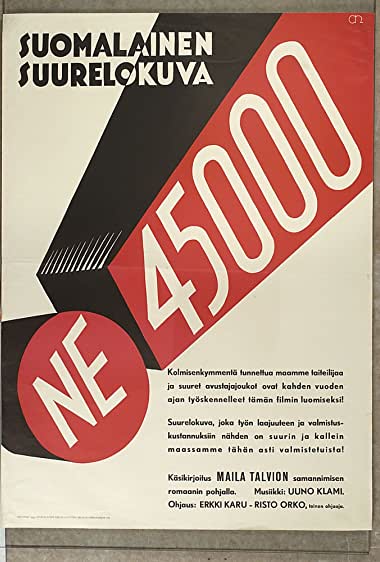 SUOMALAINEN
SUURELOKUVA
NE
45000
Kolmisenkymmentä tunnettua maamme taiteilijaa
ja suuret avustajajoukot ovat kahden vuoden
ajan työskennelleet tämän filmin luomiseksi!
Suurelokuva, joka työn laajuuteen ja valmistus-
kustannuksiin nähden on suurin ja kallein
maassamme tähän asti valmistetuista!
Käsikirjoitus MAILA TALVION samannimisen
romaanin pohjalla. Musiikki: UUNO KLAMI.
Ohjaus: ERKKI KARU - RISTO ORKO, toinen ohjaaja.